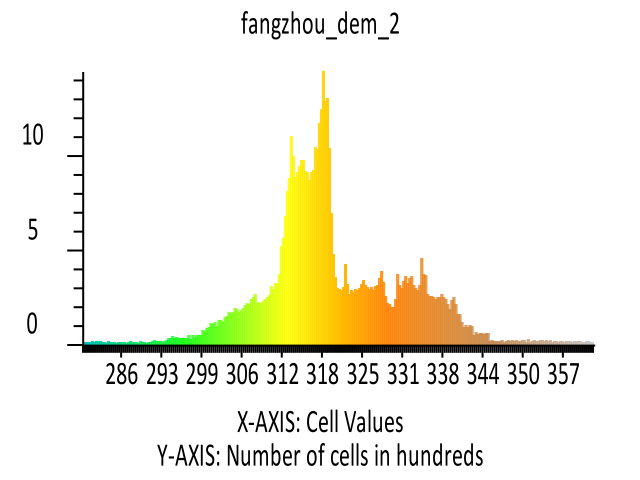 fangzhou_dem_2
10
5
0
286 293 299 306 312 318 325 331 338 344 350 357
X-AXIS: Cell Values
Y-AXIS: Number of cells in hundreds